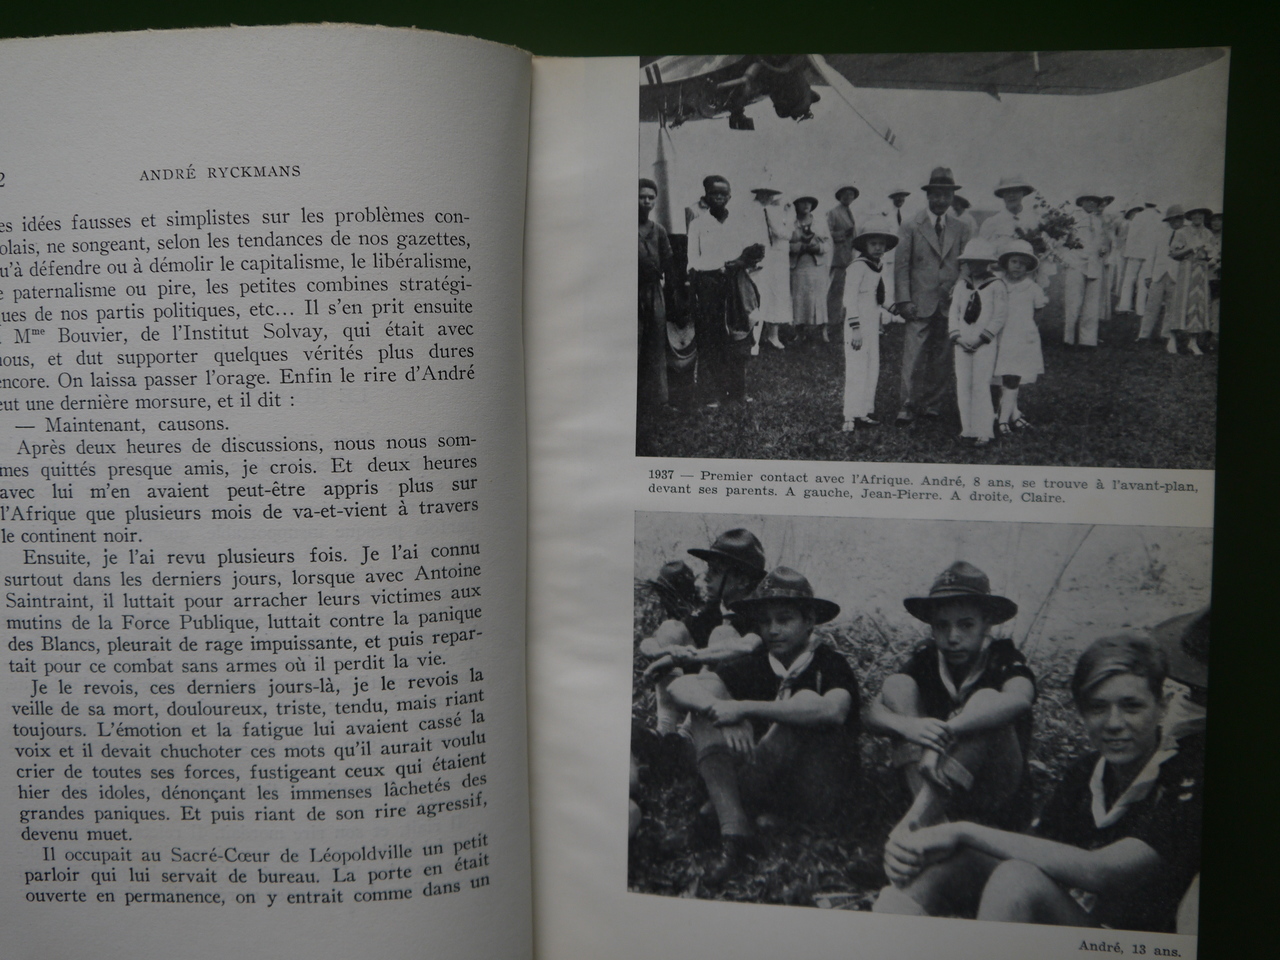 2 ANDRÉ RYCKMANS
es idées fausses et simplistes sur les problèmes con-
olais, ne songeant, selon les tendances de nos gazettes,
u'à défendre ou à démolir le capitalisme, le libéralisme,
e paternalisme ou pire, les petites combines stratégi-
ques de nos partis politiques, etc... Il s'en prit ensuite
Mme Bouvier, de l'Institut Solvay, qui était avec
nous, et dut supporter quelques vérités plus dures
encore. On laissa passer l'orage. Enfin le rire d'André
eut une dernière morsure, et il dit :
— Maintenant, causons.
Après deux heures de discussions, nous nous som-
mes quittés presque amis, je crois. Et deux heures
avec lui m'en avaient peut-être appris plus sur
l'Afrique que plusieurs mois de va-et-vient à travers
le continent noir.
Ensuite, je l'ai revu plusieurs fois. Je l'ai connu
surtout dans les derniers jours, lorsque avec Antoine
Saintraint, il luttait pour arracher leurs victimes aux
mutins de la Force Publique, luttait contre la panique
des Blancs, pleurait de rage impuissante, et puis repar-
tait pour ce combat sans armes où il perdit la vie.
Je le revois, ces derniers jours-là, je le revois la
veille de sa mort, douloureux, triste, tendu, mais riant
toujours. L'émotion et la fatigue lui avaient cassé la
voix et il devait chuchoter ces mots qu'il aurait voulu
crier de toutes ses forces, fustigeant ceux qui étaient
hier des idoles, dénonçant les immenses lâchetés des
grandes paniques. Et puis riant de son rire agressif,
devenu muet.
Il occupait au Sacré-Cœur de Léopoldville un petit
parloir qui lui servait de bureau. La porte en était
ouverte en permanence, on y entrait comme dans un
1937 — Premier contact avec l'Afrique. André, 8 ans, se trouve à l'avant-plan,
devant ses parents. A gauche, Jean-Pierre. A droite, Claire.
André, 13 ans.